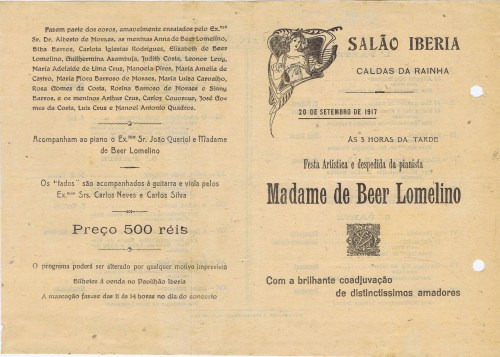 Fazem parte dos coros, amavelmente ensaiados pelo Ex.mo
Sr. Dr. Alberto de Moraes, as meninas Anna de Beer Lomelino,
Bilba Barros, Carlota Iglesias Rodrigues, Elisabeth de Beer
Lomelino, Guilhermina Azambuja, Judith Costa, Leonor Levy,
Maria Adelaide de Lima Cruz, Manoela Pires, Maria Amelia de
Castro, Maria Flora Barroso de Moraes, Maria Luiza Carvalho,
Rosa Gomes da Costa, Rosina Barroso de Moraes e Sinny
Barros, e os meninos Arthur Cruz, Carlos Couvreur, José Gomes
da Costa, Luis Cruz e Manoel Antonio Quadros.
Acompanham ao piano o Ex.mo Sr. João Queriol e Madame
de Beer Lomelino
Os "fados" são acompanhados á guitarra e viola pelos
Ex.mos Srs. Carlos Neves e Carlos Silva
Preço 500 réis
O programa poderá ser alterado por qualquer motivo imprevisto
Bilhetes á venda no Pavilhão Iberia
A marcação faz-se das 11 ás 14 horas no dia do concerto
SALÃO IBERIA
CALDAS DA RAINHA
20 DE SETEMBRO DE 1917
ÁS 3 HORAS DA TARDE
Festa Artistica e despedida da pianista
Madame de Beer Lomelino
Com a brilhante coadjuvação
de distinctissimos amadores